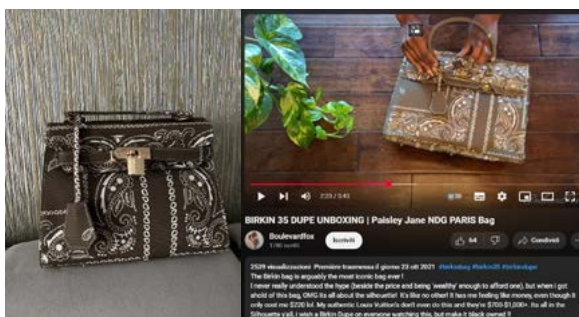 2:23 / 5:43
BIRKIN 35 DUPE UNBOXING | Paisley Jane NDG PARIS Bag
Boulevardfox
Iscritti
64
Condividi
2539 visualizzazioni Premiere trasmessa il giorno 23 ott 2021 #birkinbag #birkin35 #birkindupe
The Birkin bag is arguably the most iconic bag ever !
I never really understood the hype (beside the price and being 'wealthy' enough to afford one), but when i got
ahold of this bag, OMG its all about the silhouette! It's like no other! It has me feeling like money, even though it
only cost me $220 lol. My authentic Louis Vuitton's don't even do this and they're $700-$1,000+. Its all in the
Silhouette y'all. I wish a Birkin Dupe on everyone watching this, but make it black owned !!